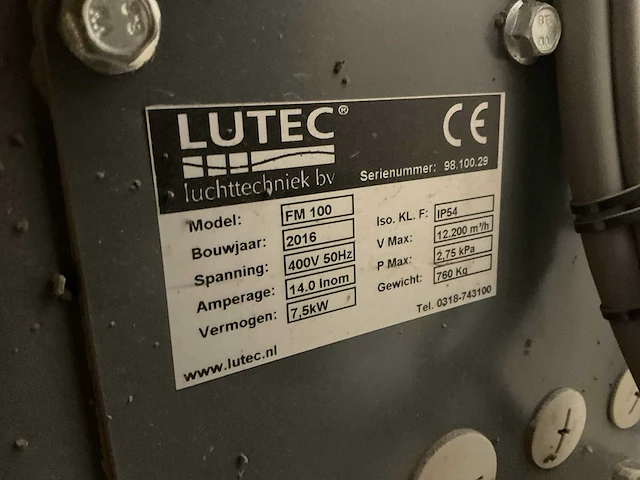 LUTEC®
luchttechniek bv
CE
Serienummer: 98.100.29
Model: FM 100
Bouwjaar: 2016
Spanning: 400V 50Hz
Amperage: 14.0 Inom
Vermogen: 7,5kW
Iso. KL. F: IP54
V Max: 12.200 m³/h
P Max: 2,75 kPa
Gewicht: 760 Kg
Tel. 0318-743100
www.lutec.nl